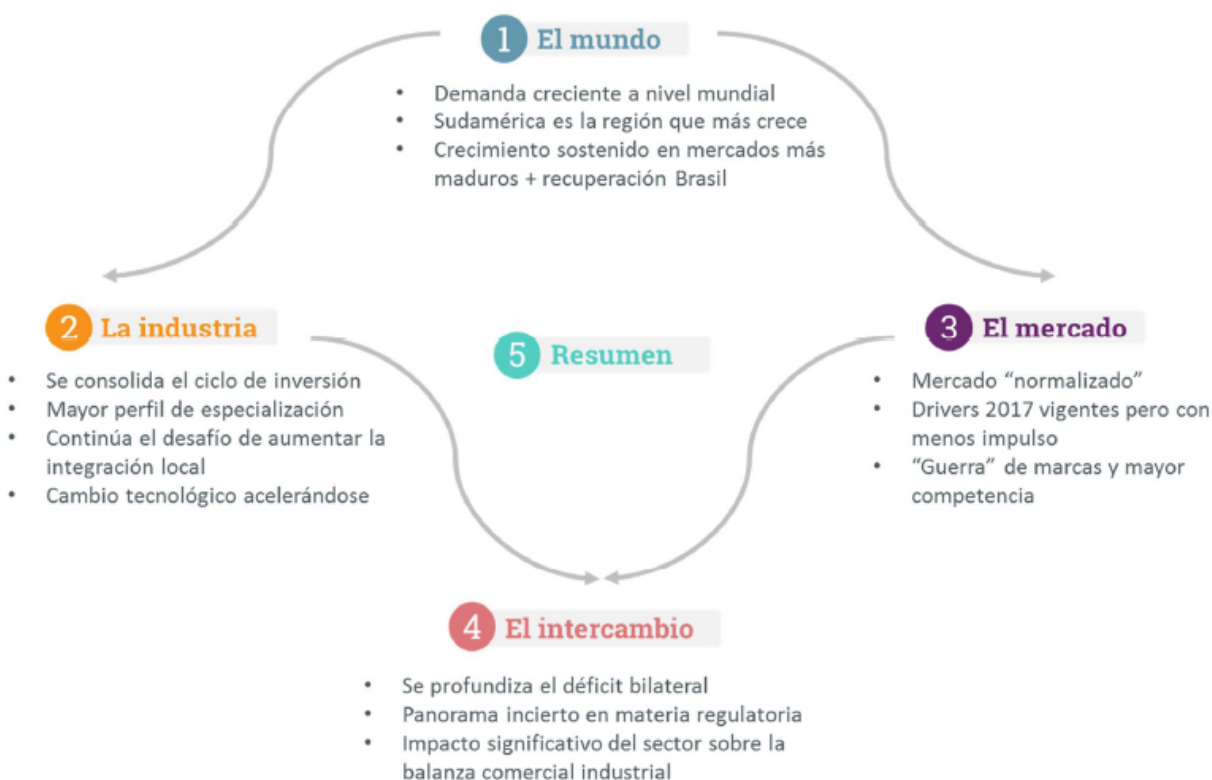 1 El mundo
• Demanda creciente a nivel mundial
• Sudamérica es la región que más crece
• Crecimiento sostenido en mercados más
maduros + recuperación Brasil
2 La industria
• Se consolida el ciclo de inversión
• Mayor perfil de especialización
• Continúa el desafío de aumentar la
integración local
• Cambio tecnológico acelerándose
5 Resumen
3 El mercado
• Mercado “normalizado”
• Drivers 2017 vigentes pero con
menos impulso
• “Guerra” de marcas y mayor
competencia
4 El intercambio
• Se profundiza el déficit bilateral
• Panorama incierto en materia regulatoria
• Impacto significativo del sector sobre la
balanza comercial industrial